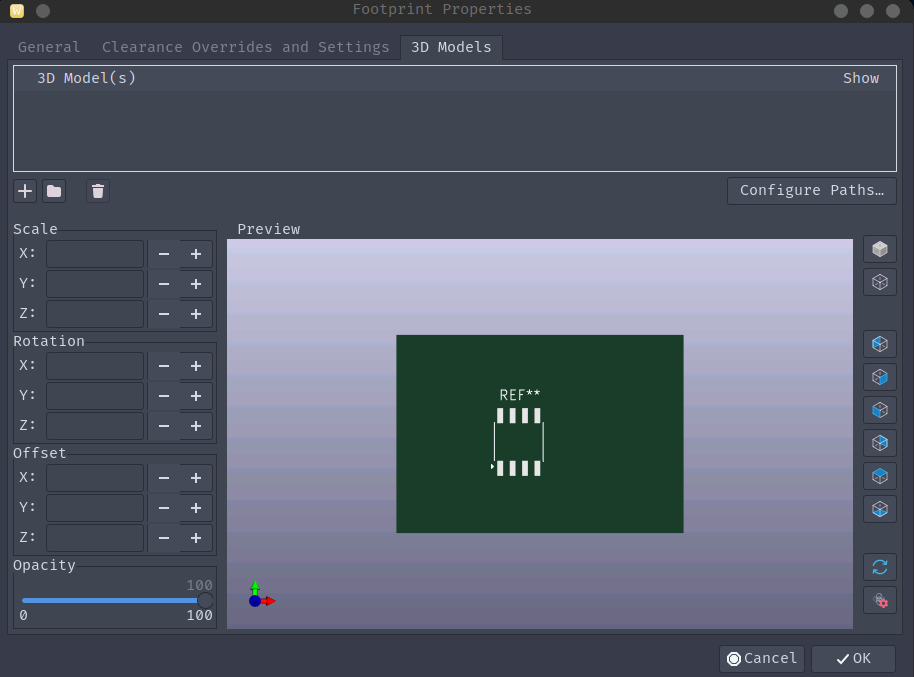 Footprint Properties
General Clearance Overrides and Settings 3D Models
3D Model(s) Show
Configure Paths…
Scale
X:
Y:
Z:
Rotation
X:
Y:
Z:
Offset
X:
Y:
Z:
Opacity
100
0 100
Preview
REF**
Cancel OK